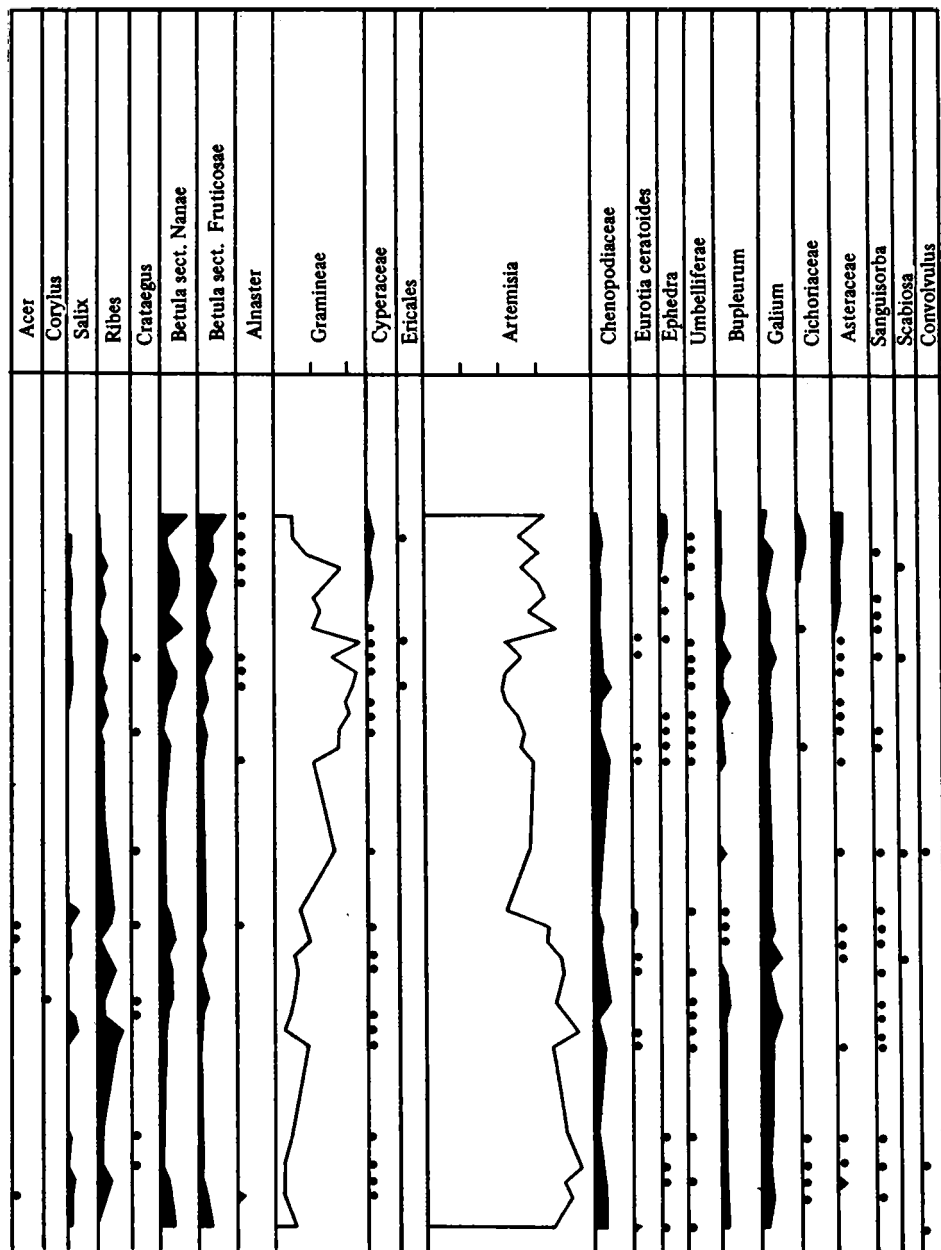 Acer
Corylus
Salix
Ribes
Crataegus
Betula sect. Nanae
Betula sect. Fruticosae
Alnaster
Gramineae
Cyperaceae
Ericales
Artemisia
Chenopodiaceae
Eurotia ceratoides
Ephedra
Umbelliferae
Bupleurum
Galium
Cichoriaceae
Asteraceae
Sanguisorba
Scabiosa
Convolvulus